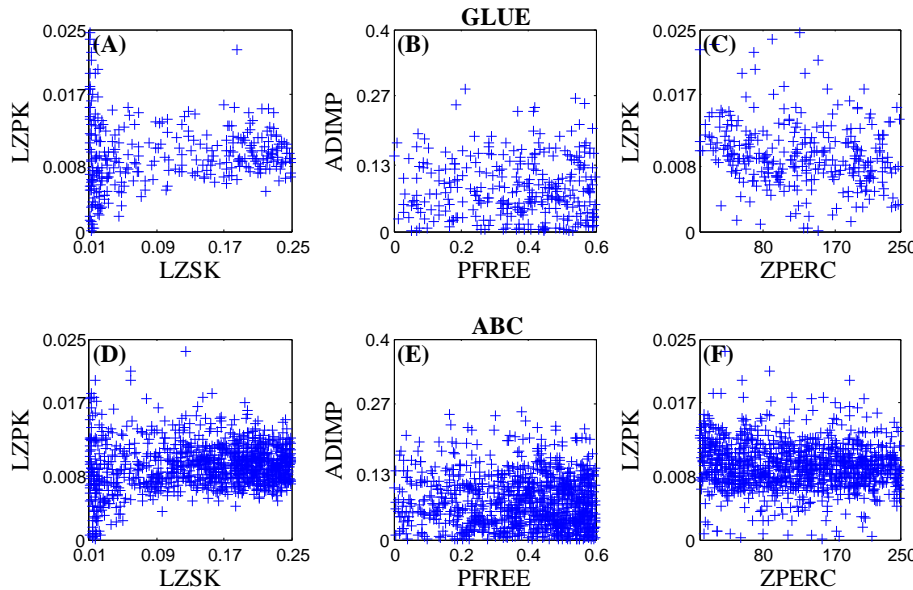 GLUE
(A)
(B)
(C)
0.025
0.017
0.008
0
LZPK
0.01
0.09
0.17
0.25
LZSK
0.4
0.27
0.13
0
ADIMP
0
0.2
0.4
0.6
PFREE
0.025
0.017
0.008
0
LZPK
80
170
250
ZPERC
ABC
(D)
(E)
(F)
0.025
0.017
0.008
0
LZPK
0.01
0.09
0.17
0.25
LZSK
0.4
0.27
0.13
0
ADIMP
0
0.2
0.4
0.6
PFREE
0.025
0.017
0.008
0
LZPK
80
170
250
ZPERC